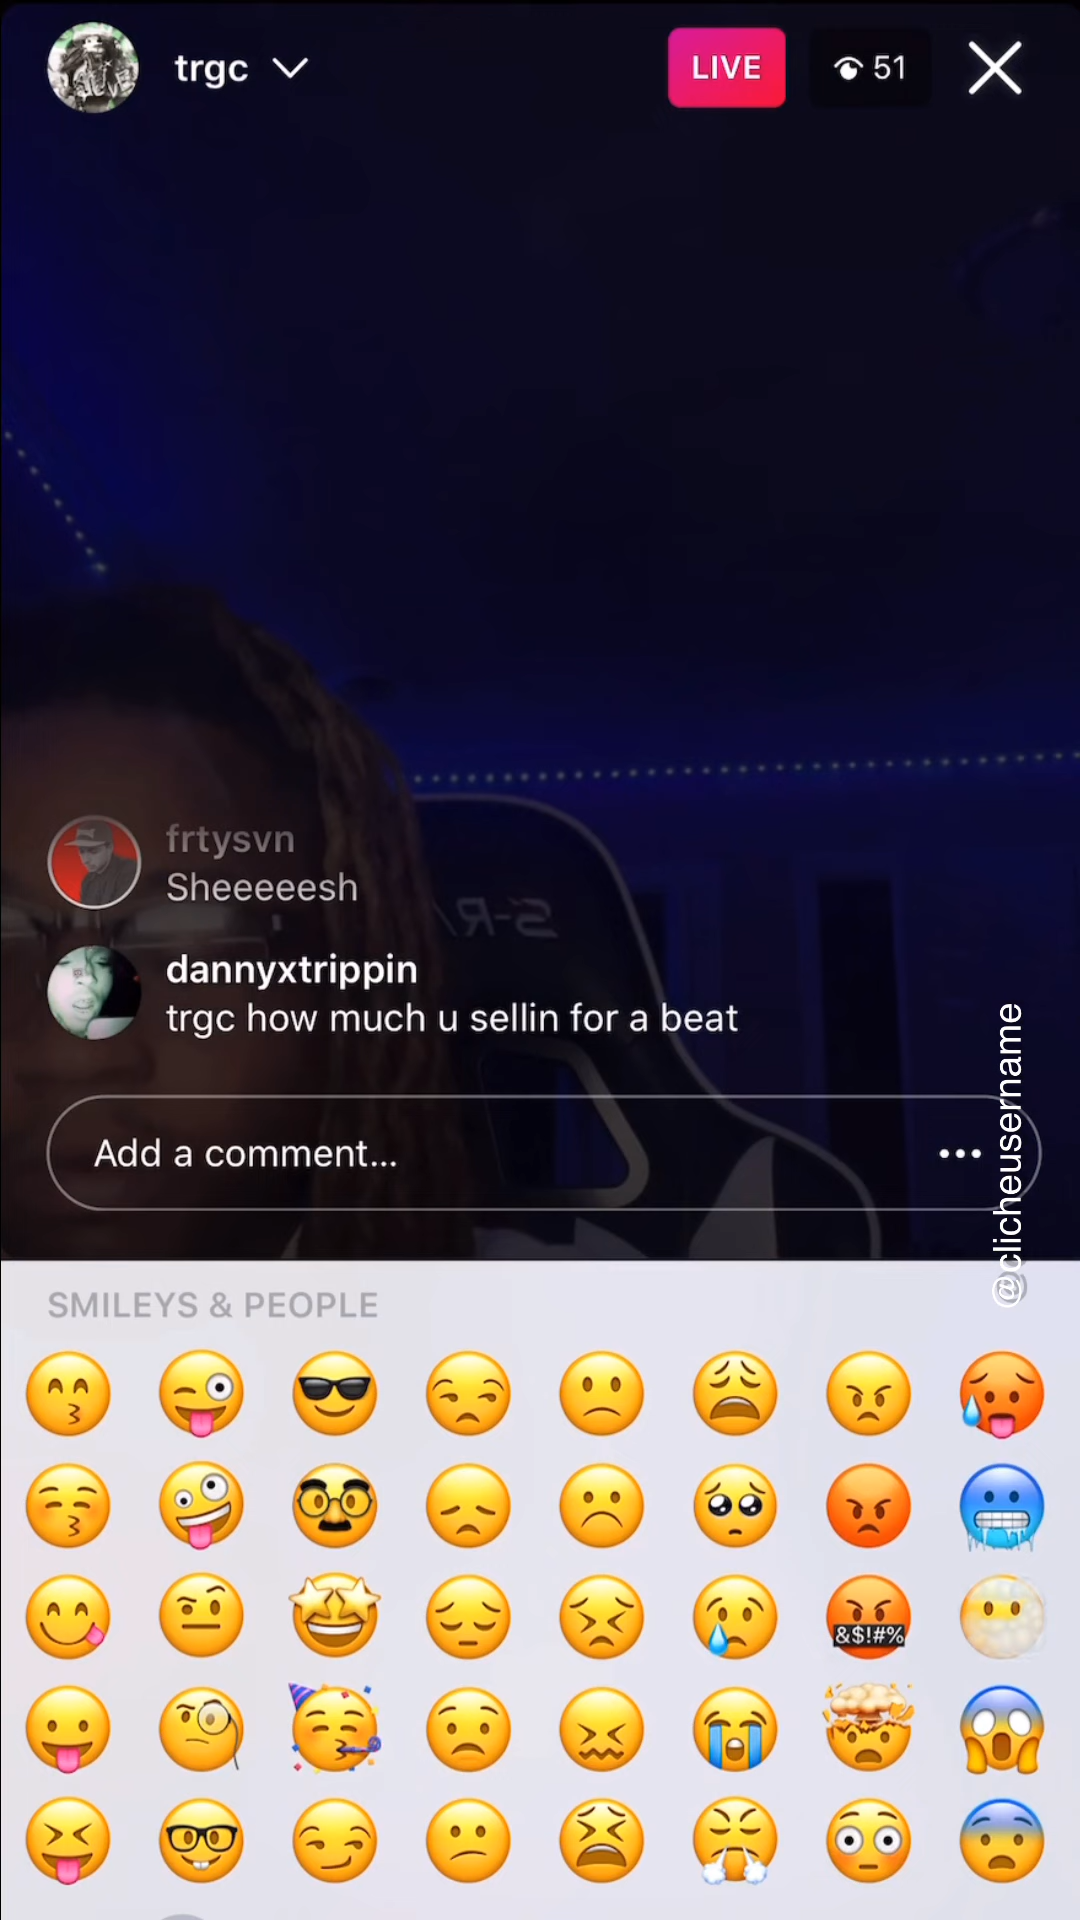 trgc
LIVE
51
frtysvn
Sheeeeesh
S-R
dannyxtrippin
trgc how much u sellin for a beat
Add a comment...
@clicheusername
SMILEYS & PEOPLE
&$!#%